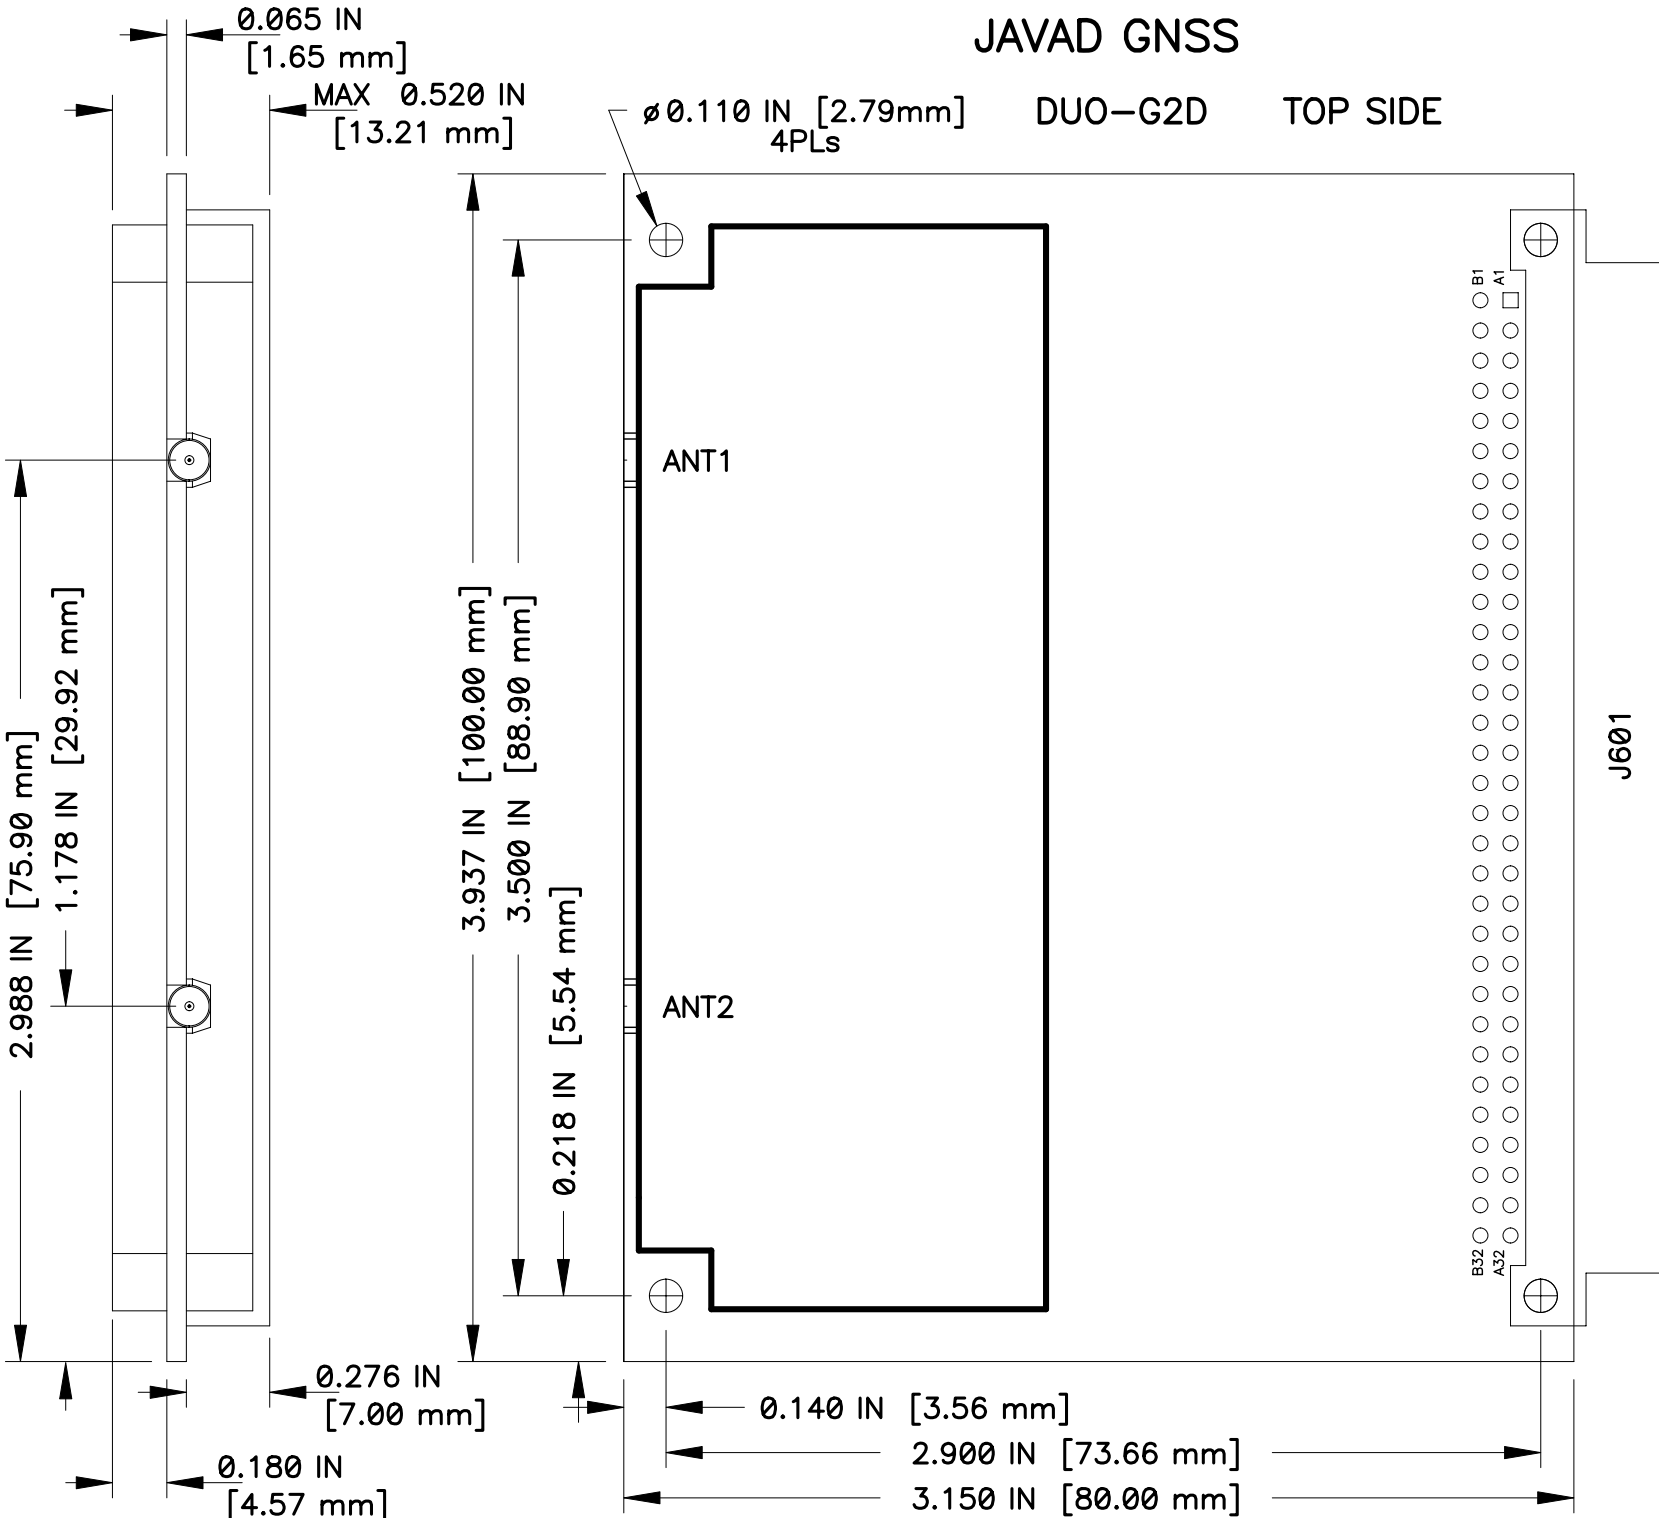 JAVAD GNSS
DUO-G2D TOP SIDE
0.065 IN
[1.65 mm]
MAX 0.520 IN
[13.21 mm]
ø0.110 IN [2.79mm]
4PLs
B1
A1
ANT1
ANT2
J601
B32
A32
2.988 IN [75.90 mm]
1.178 IN [29.92 mm]
3.937 IN [100.00 mm]
3.500 IN [88.90 mm]
0.218 IN [5.54 mm]
0.276 IN
[7.00 mm]
0.180 IN
[4.57 mm]
0.140 IN [3.56 mm]
2.900 IN [73.66 mm]
3.150 IN [80.00 mm]